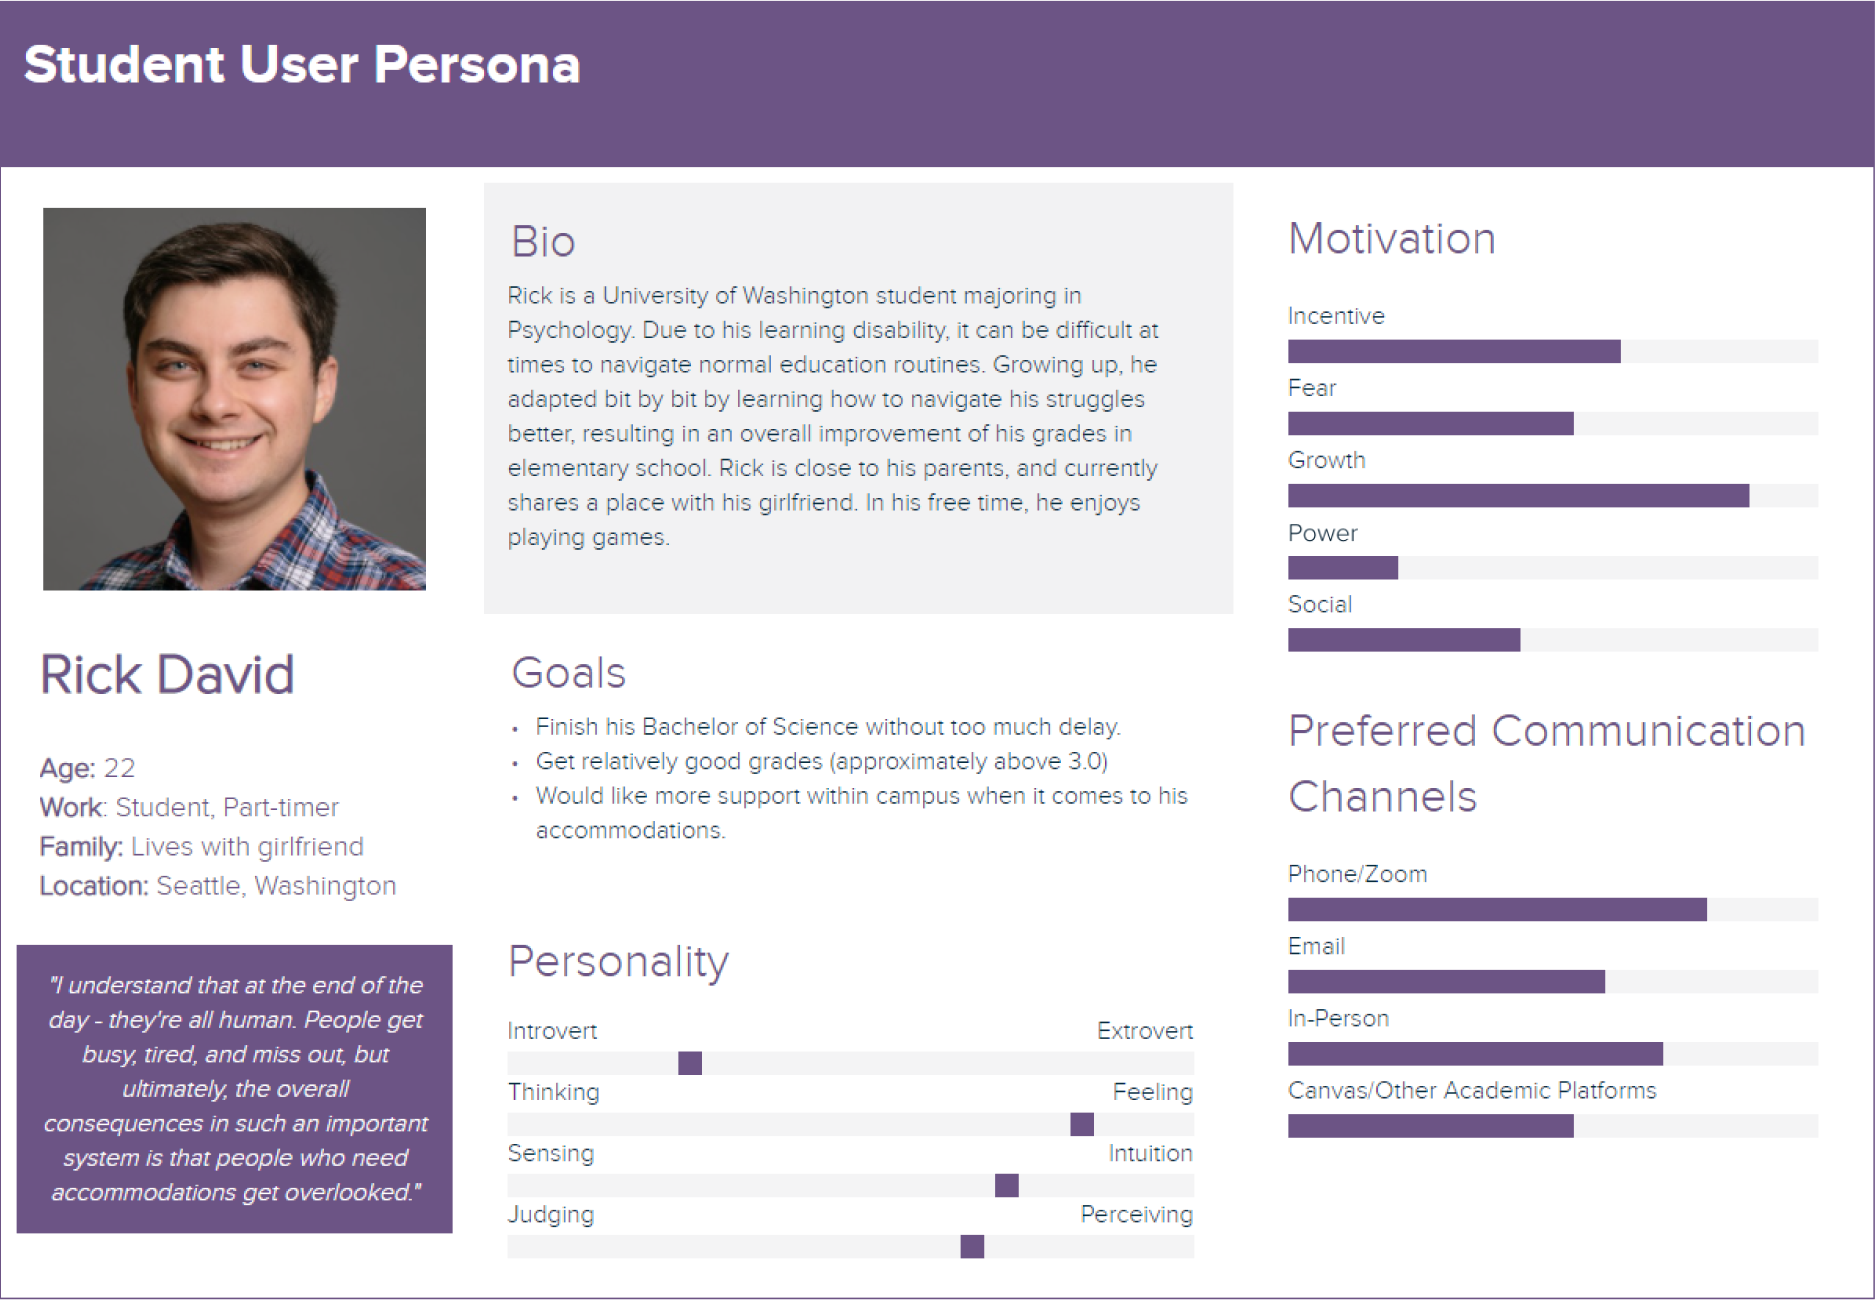 Student User Persona
Rick David
Age: 22
Work: Student, Part-timer
Family: Lives with girlfriend
Location: Seattle, Washington
"I understand that at the end of the
day - they're all human. People get
busy, tired, and miss out, but
ultimately, the overall
consequences in such an important
system is that people who need
accommodations get overlooked."
Bio
Rick is a University of Washington student majoring in
Psychology. Due to his learning disability, it can be difficult at
times to navigate normal education routines. Growing up, he
adapted bit by bit by learning how to navigate his struggles
better, resulting in an overall improvement of his grades in
elementary school. Rick is close to his parents, and currently
shares a place with his girlfriend. In his free time, he enjoys
playing games.
Goals
• Finish his Bachelor of Science without too much delay.
• Get relatively good grades (approximately above 3.0)
• Would like more support within campus when it comes to his
accommodations.
Personality
Introvert Extrovert
Thinking Feeling
Sensing Intuition
Judging Perceiving
Motivation
Incentive
Fear
Growth
Power
Social
Preferred Communication
Channels
Phone/Zoom
Email
In-Person
Canvas/Other Academic Platforms